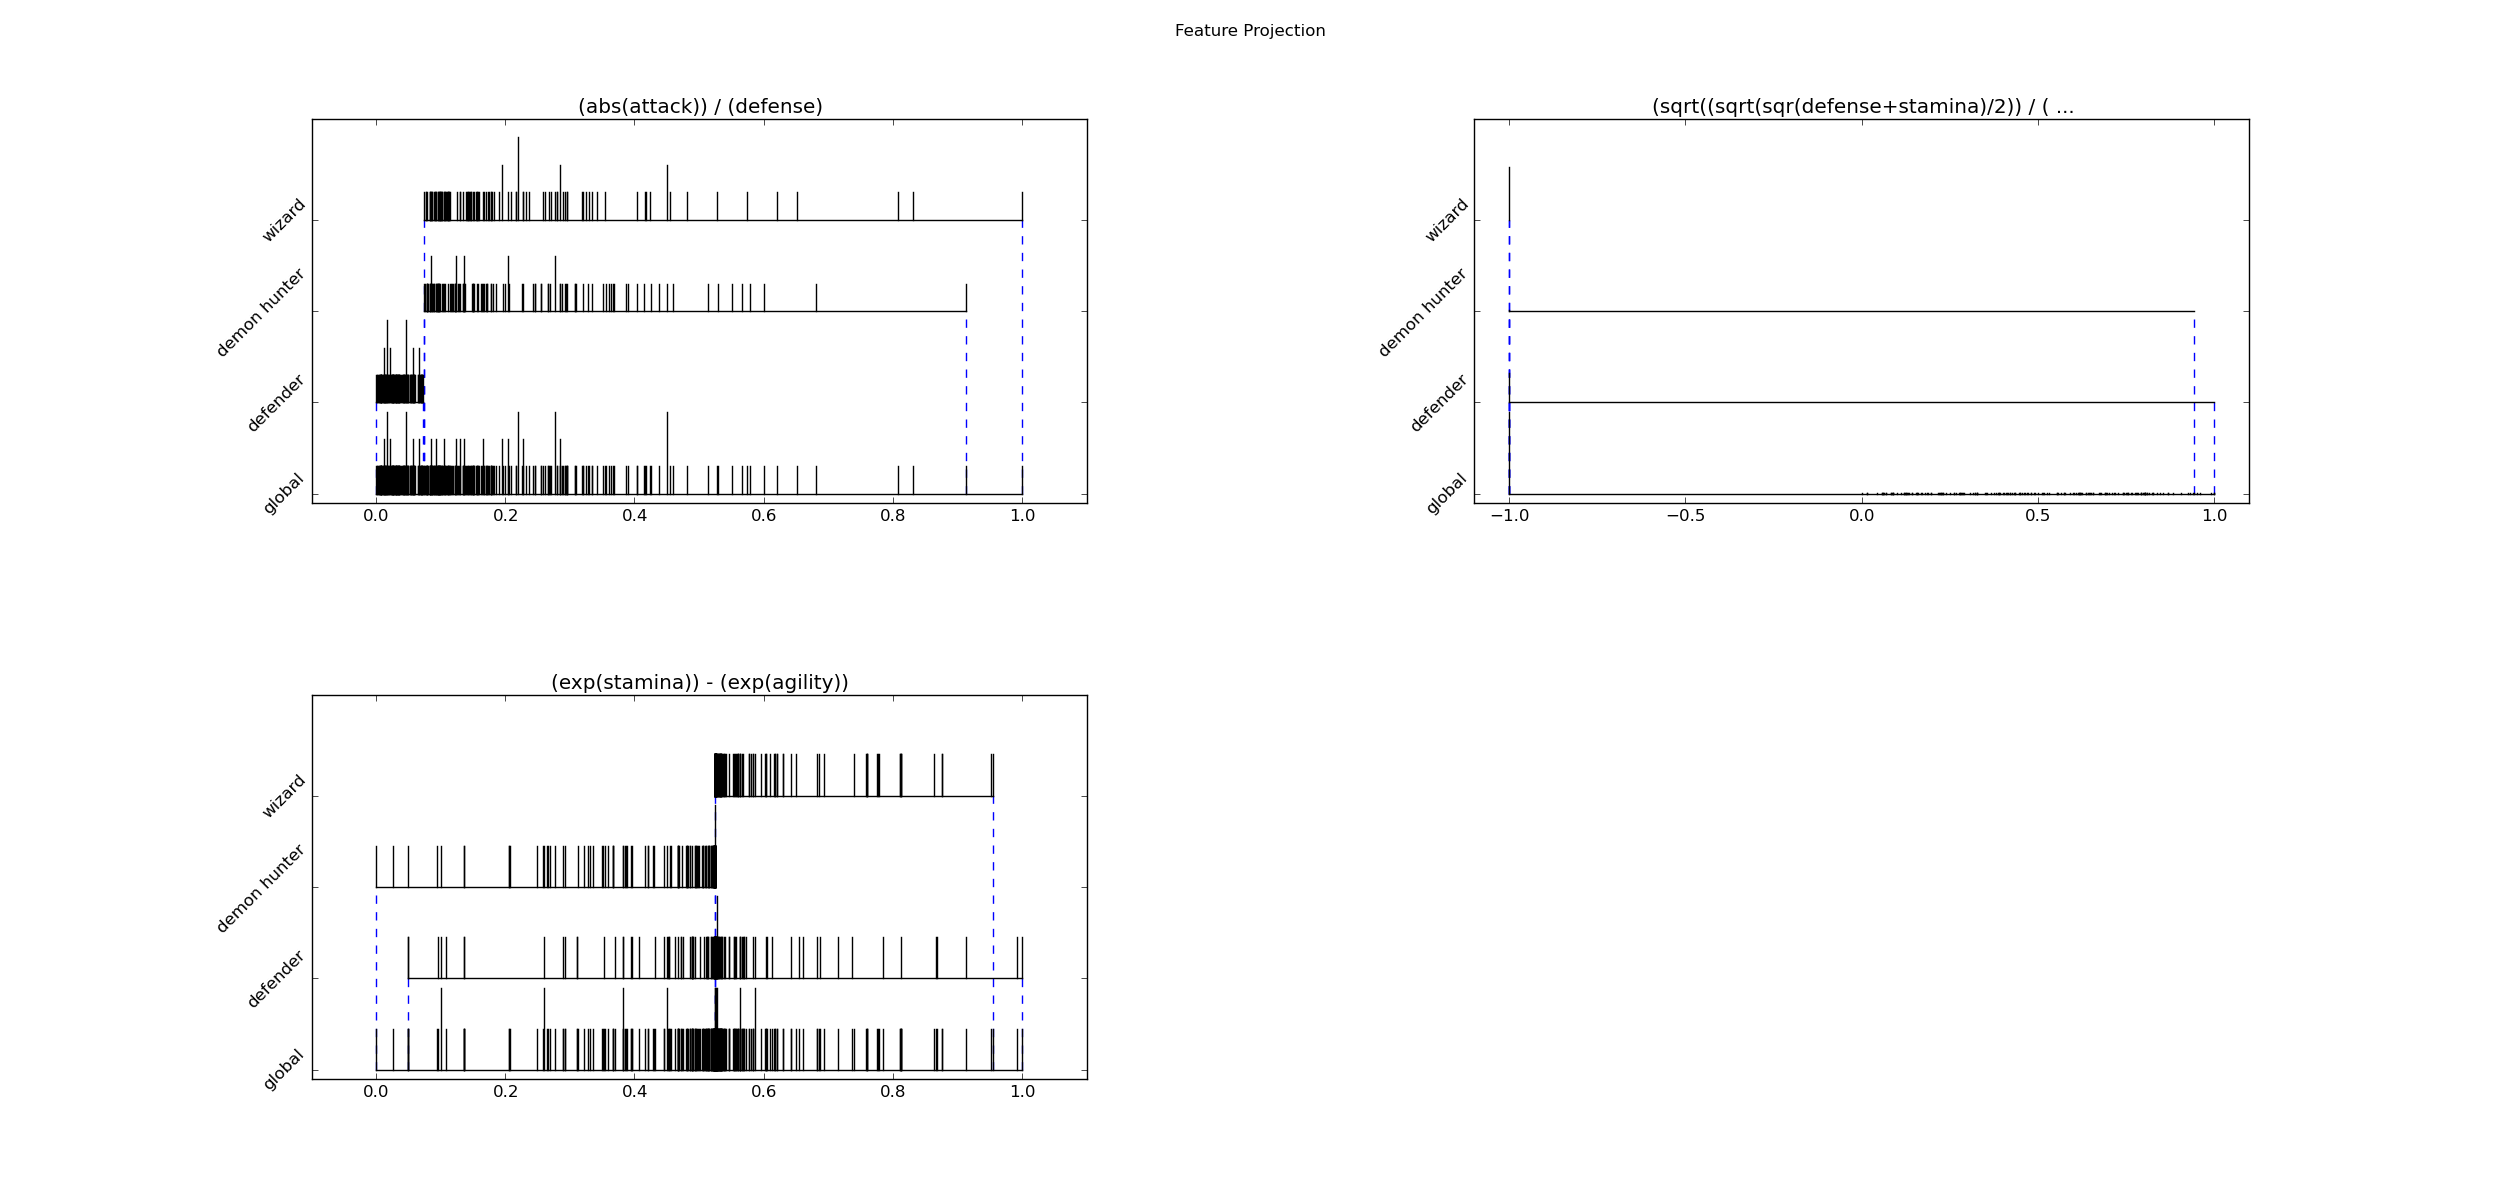 Feature Projection
(abs(attack)) / (defense)
wizard
demon hunter
defender
global
0.0 0.2 0.4 0.6 0.8 1.0
(sqrt((sqrt(sqr(defense+stamina)/2)) / ( ...
wizard
demon hunter
defender
global
−1.0 −0.5 0.0 0.5 1.0
(exp(stamina)) - (exp(agility))
wizard
demon hunter
defender
global
0.0 0.2 0.4 0.6 0.8 1.0